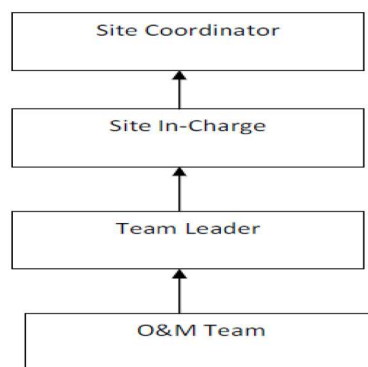 Site Coordinator
Site In-Charge
Team Leader
O&M Team